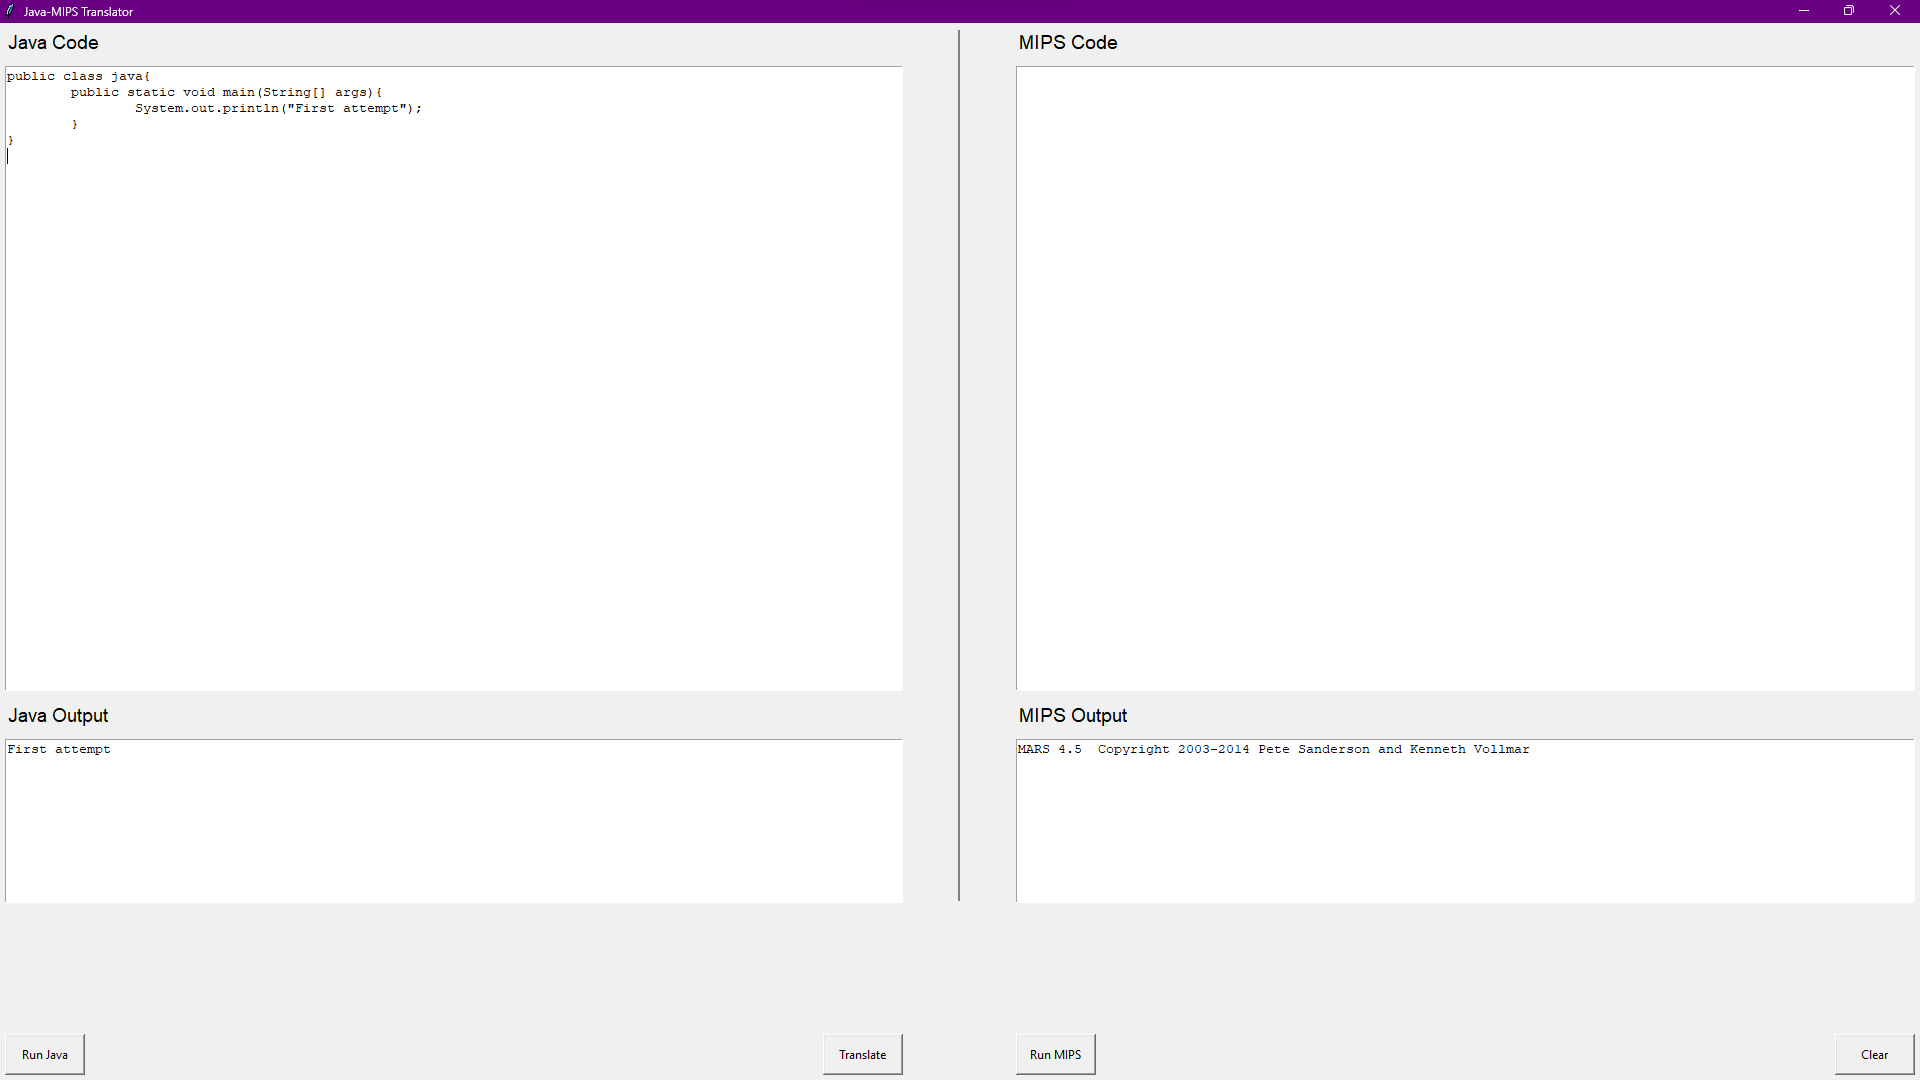 Java-MIPS Translator
Java Code
public class java{
        public static void main(String[] args){
                System.out.println("First attempt");
        }
}
Java Output
First attempt
MIPS Code
MIPS Output
MARS 4.5  Copyright 2003-2014 Pete Sanderson and Kenneth Vollmar
Run Java
Translate
Run MIPS
Clear